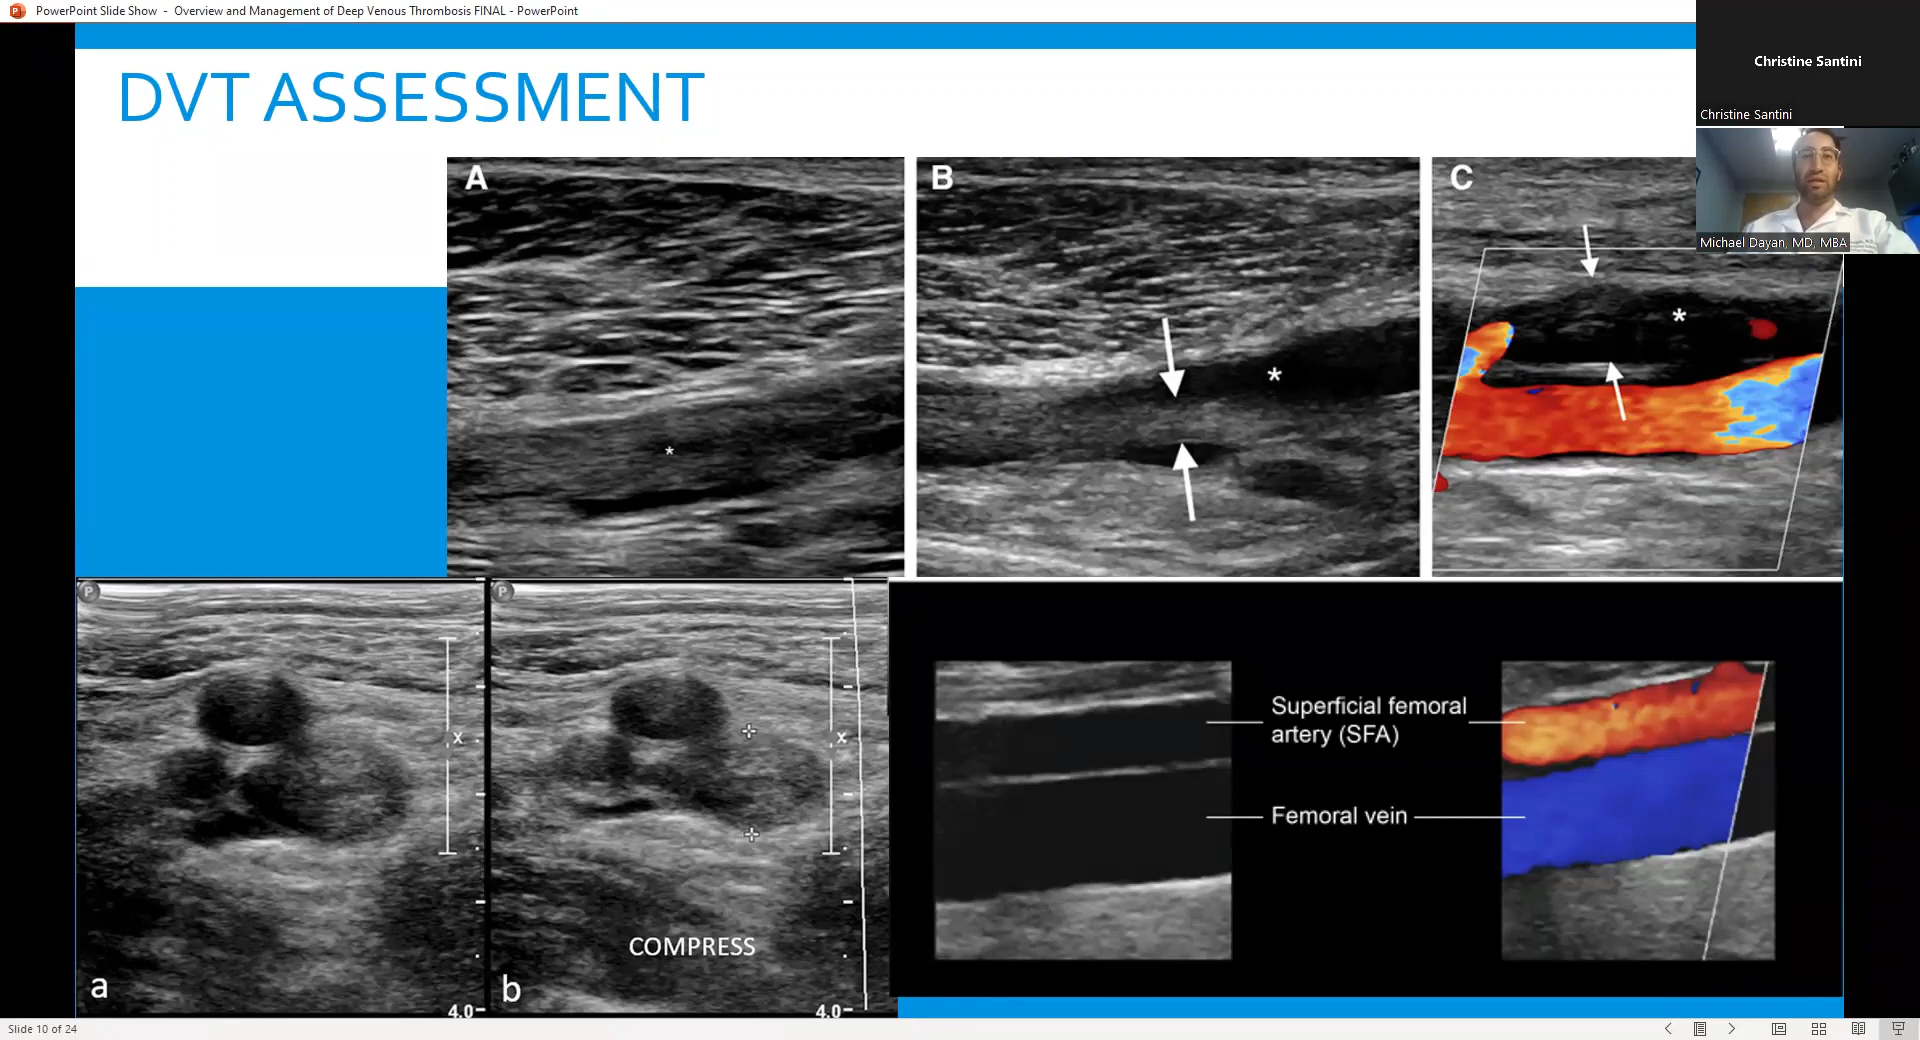 PowerPoint Slide Show - Overview and Management of Deep Venous Thrombosis FINAL - PowerPoint
Christine Santini
Christine Santini
Michael Dayan, MD, MBA
DVT ASSESSMENT
A
B
C
*
*
*
P
P
x
x
COMPRESS
a
b
4.0
4.0
Superficial femoral
artery (SFA)
Femoral vein
Slide 10 of 24